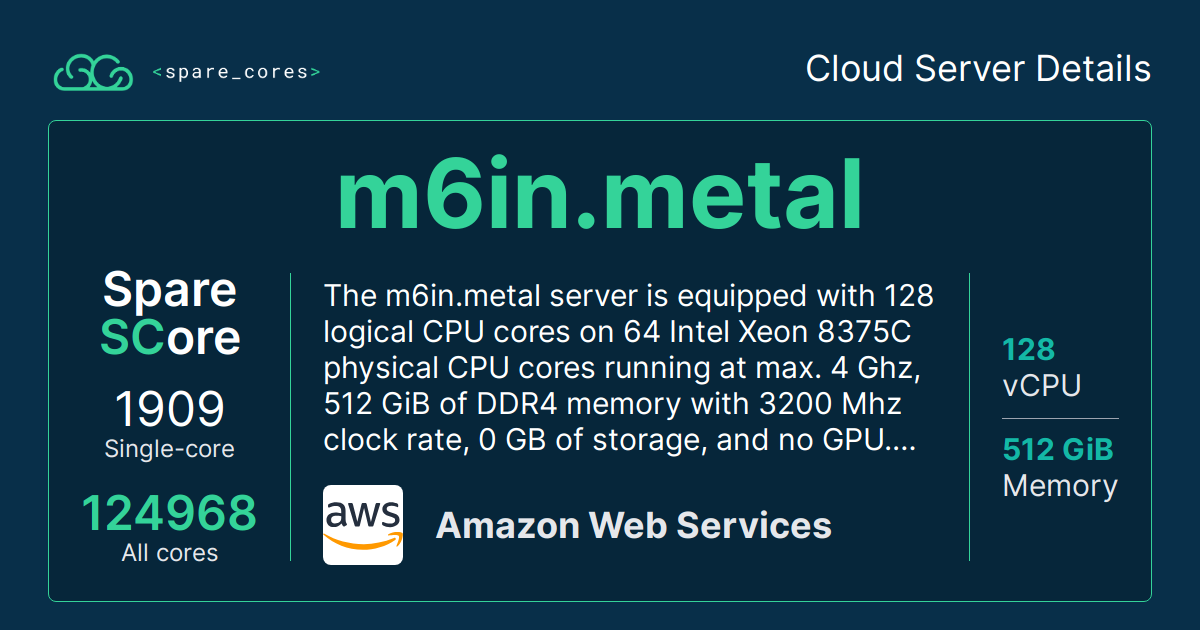 <spare_cores>
Cloud Server Details
m6in.metal
Spare
SCore
1909
Single-core
124968
All cores
The m6in.metal server is equipped with 128
logical CPU cores on 64 Intel Xeon 8375C
physical CPU cores running at max. 4 Ghz,
512 GiB of DDR4 memory with 3200 Mhz
clock rate, 0 GB of storage, and no GPU....
aws
Amazon Web Services
128
vCPU
512 GiB
Memory